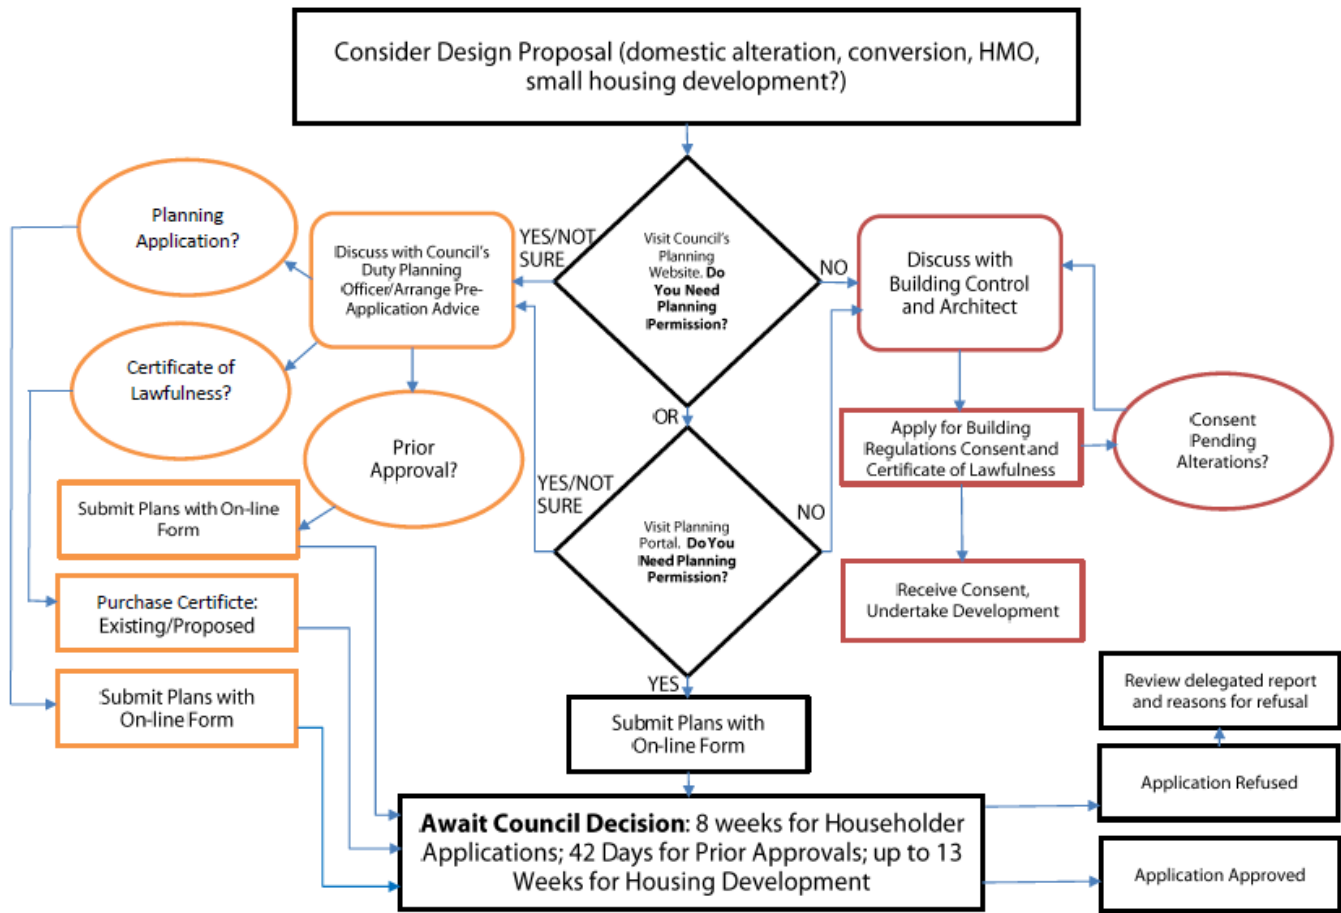 Consider Design Proposal (domestic alteration, conversion, HMO,
small housing development?)
Planning
Application?
Discuss with Council's
Duty Planning
Officer/Arrange Pre-
Application Advice
YES/NOT
SURE
Visit Council's
Planning
Website. Do
You Need
Planning
Permission?
NO
Discuss with
Building Control
and Architect
Certificate of
Lawfulness?
OR
Prior
Approval?
Apply for Building
Regulations Consent and
Certificate of Lawfulness
Consent
Pending
Alterations?
Submit Plans with On-line
Form
YES/NOT
SURE
Visit Planning
Portal. Do You
Need Planning
Permission?
NO
Purchase Certificte:
Existing/Proposed
Receive Consent,
Undertake Development
Submit Plans with
On-line Form
YES
Submit Plans with
On-line Form
Review delegated report
and reasons for refusal
Application Refused
Await Council Decision: 8 weeks for Householder
Applications; 42 Days for Prior Approvals; up to 13
Weeks for Housing Development
Application Approved